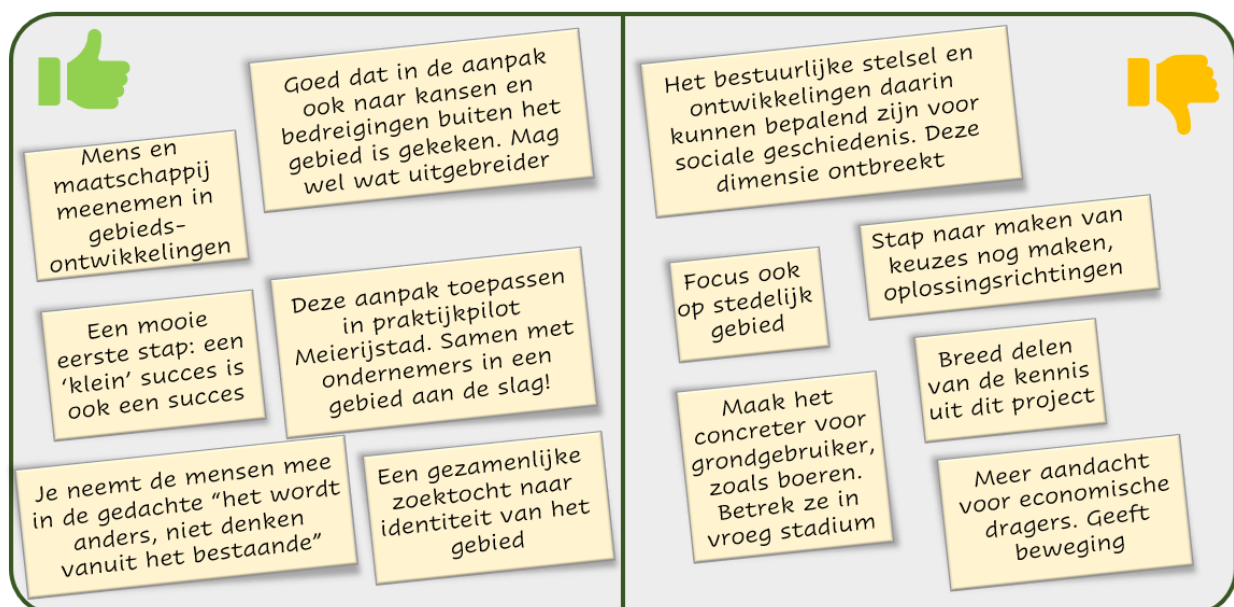 Goed dat in de aanpak
ook naar kansen en
bedreigingen buiten het
gebied is gekeken. Mag
wel wat uitgebreider
Mens en
maatschappij
meenemen in
gebieds-
ontwikkelingen
Een mooie
eerste stap: een
‘klein’ succes is
ook een succes
Deze aanpak toepassen
in praktijkpilot
Meierijstad. Samen met
ondernemers in een
gebied aan de slag!
Je neemt de mensen mee
in de gedachte “het wordt
anders, niet denken
vanuit het bestaande”
Een gezamenlijke
zoektocht naar
identiteit van het
gebied
Het bestuurlijke stelsel en
ontwikkelingen daarin
kunnen bepalend zijn voor
sociale geschiedenis. Deze
dimensie ontbreekt
Stap naar maken van
keuzes nog maken,
oplossingsrichtingen
Focus ook
op stedelijk
gebied
Breed delen
van de kennis
uit dit project
Maak het
concreter voor
grondgebruiker,
zoals boeren.
Betrek ze in
vroeg stadium
Meer aandacht
voor economische
dragers. Geeft
beweging